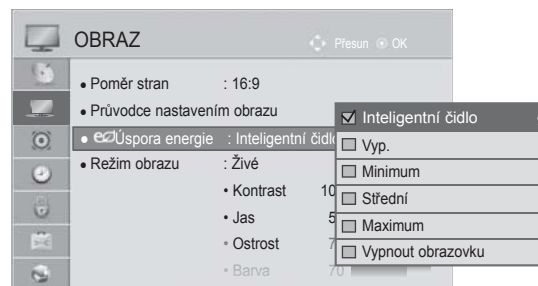 OBRAZ
Přesun OK
• Poměr stran : 16:9
• Průvodce nastavením obrazu
• Úspora energie : Inteligentní čidlo
• Režim obrazu : Živé
• Kontrast 10
• Jas 5
• Ostrost 7
• Barva 70
Inteligentní čidlo
Vyp.
Minimum
Střední
Maximum
Vypnout obrazovku